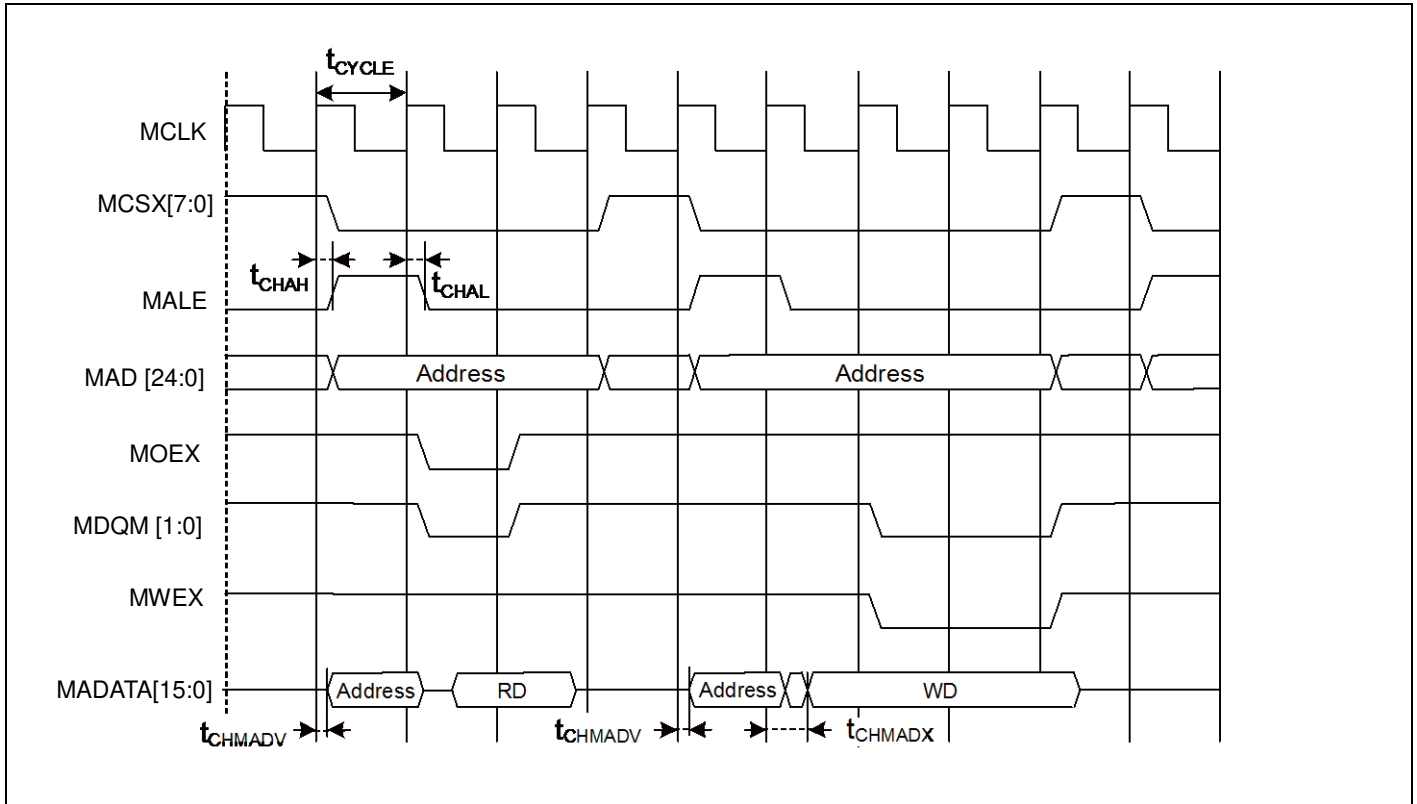 tCYCLE
MCLK
MCSX[7:0]
tCHAH
tCHAL
MALE
MAD [24:0]
Address
Address
MOEX
MDQM [1:0]
MWEX
MADATA[15:0]
Address
RD
Address
WD
tCHMADV
tCHMADV
tCHMADX